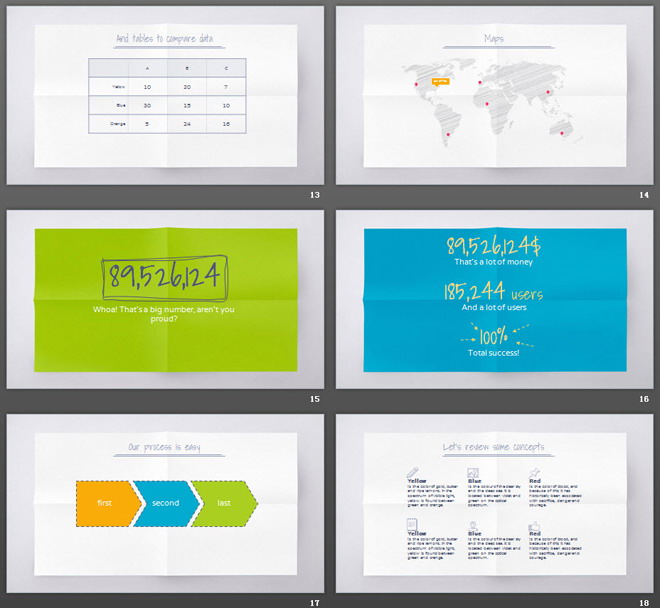 And tables to compare data
A B C
Yellow 10 20 7
Blue 30 15 10
Orange 5 24 16
13
Maps
14
89,526,124
Whoa! That's a big number, aren't you
proud?
15
89,526,124$
That's a lot of money
185,244 users
And a lot of users
100%
Total success!
16
Our process is easy
first second last
17
Let's review some concepts
Yellow
Is the color of gold, butter
and ripe lemons. In the
spectrum of visible light,
yellow is found between
green and orange.
Blue
Is the colour of the clear sky
and the deep sea. It is
located between violet and
green on the optical
spectrum.
Red
Is the color of blood, and
because of this it has
historically been associated
with sacrifice, danger and
courage.
Yellow
Is the color of gold, butter
and ripe lemons. In the
spectrum of visible light,
yellow is found between
green and orange.
Blue
Is the colour of the clear sky
and the deep sea. It is
located between violet and
green on the optical
spectrum.
Red
Is the color of blood, and
because of this it has
historically been associated
with sacrifice, danger and
courage.
18